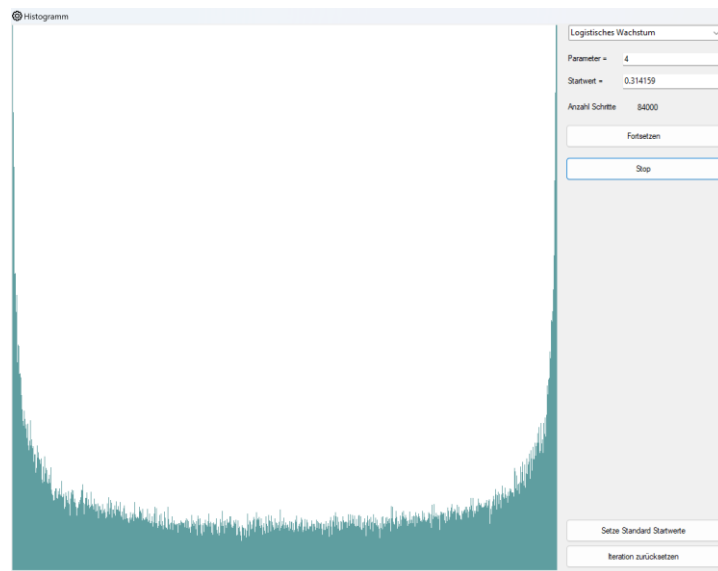 Histogramm
Logistisches Wachstum
Parameter = 4
Startwert = 0.314159
Anzahl Schritte 84000
Fortsetzen
Stop
Setze Standard Startwerte
Iteration zurücksetzen